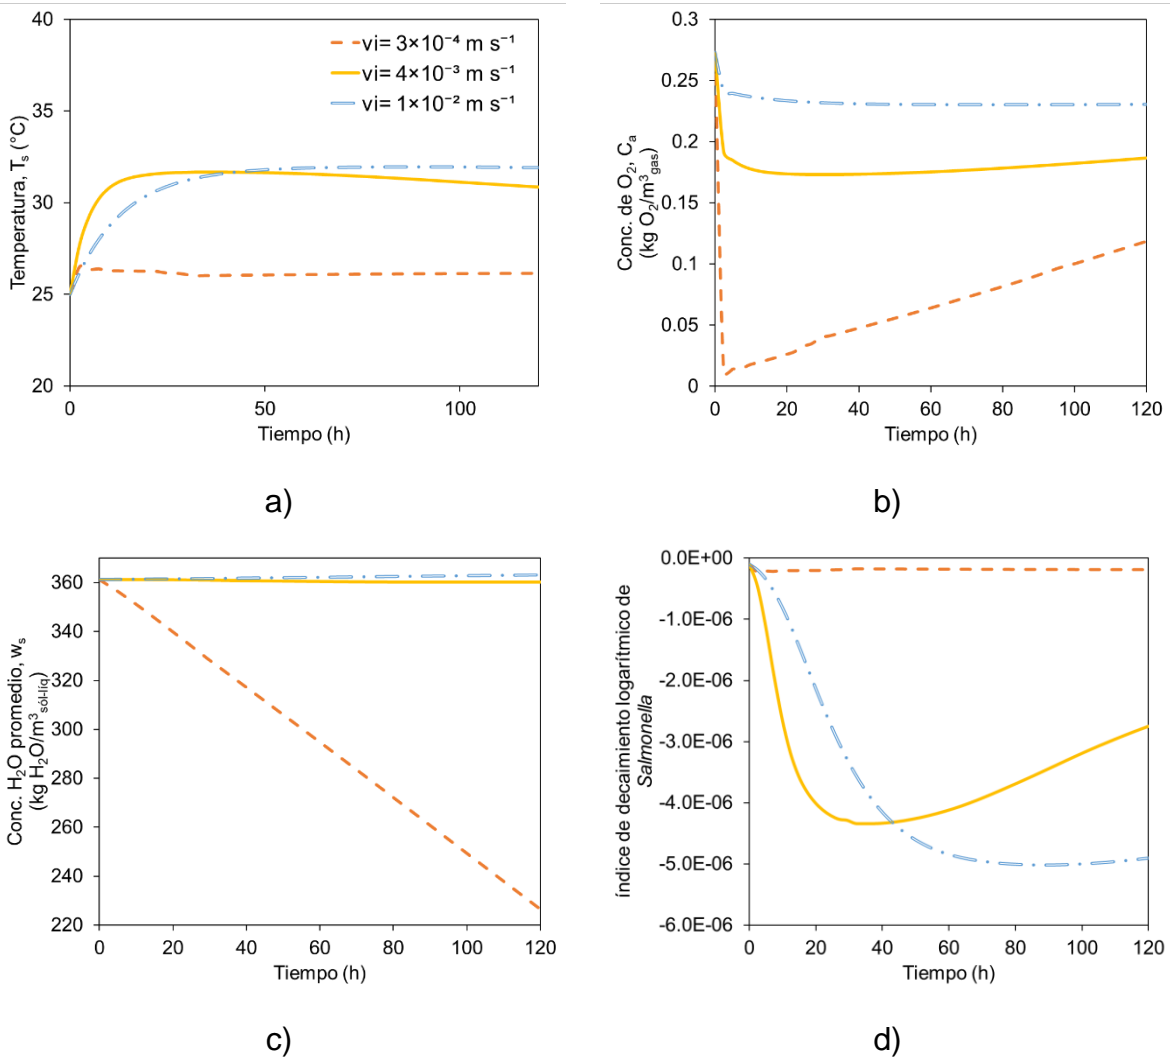 40
35
30
25
20
Temperatura, Tₛ (°C)
vi= 3×10⁻⁴ m s⁻¹
vi= 4×10⁻³ m s⁻¹
vi= 1×10⁻² m s⁻¹
0
50
100
Tiempo (h)
a)
0.3
0.25
0.2
0.15
0.1
0.05
0
Conc. de O₂, Cₐ
(kg O₂/m³gas)
0
20
40
60
80
100
120
Tiempo (h)
b)
360
340
320
300
280
260
240
220
Conc. H₂O promedio, wₛ
(kg H₂O/m³sól-líq)
0
20
40
60
80
100
120
Tiempo (h)
c)
0.0E+00
-1.0E-06
-2.0E-06
-3.0E-06
-4.0E-06
-5.0E-06
-6.0E-06
índice de decaimiento logarítmico de
Salmonella
0
20
40
60
80
100
120
Tiempo (h)
d)